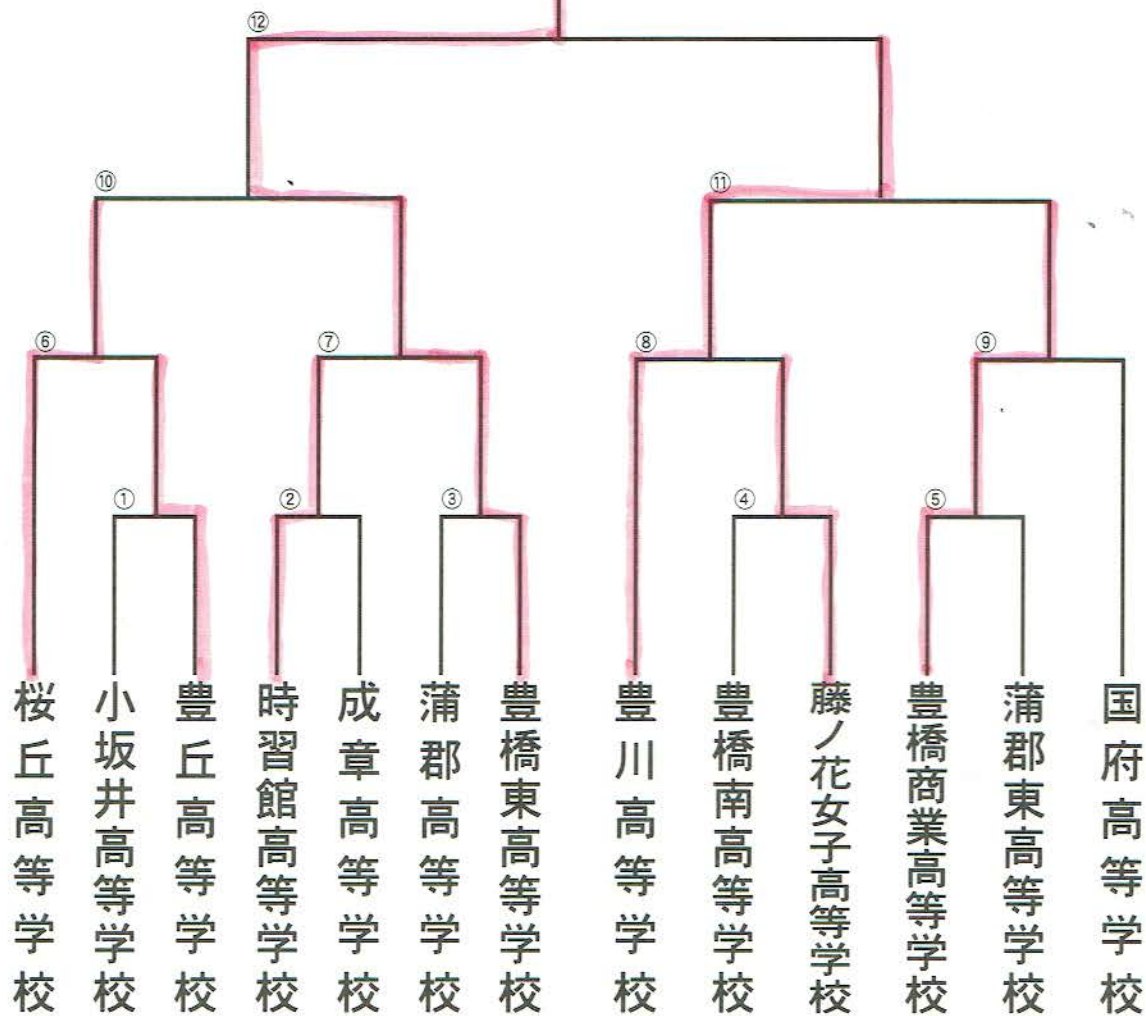 ⑫
⑩
⑪
⑥
⑦
⑧
⑨
①
②
③
④
⑤
桜丘高等学校
小坂井高等学校
豊丘高等学校
時習館高等学校
成章高等学校
蒲郡高等学校
豊橋東高等学校
豊川高等学校
豊橋南高等学校
藤ノ花女子高等学校
豊橋商業高等学校
蒲郡東高等学校
国府高等学校